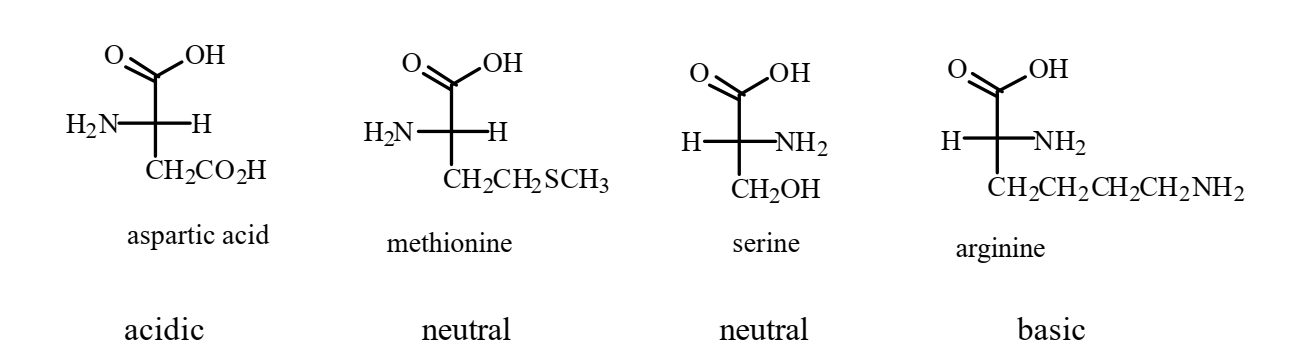 O OH
H₂N H
CH₂CO₂H
aspartic acid
acidic
O OH
H₂N H
CH₂CH₂SCH₃
methionine
neutral
O OH
H NH₂
CH₂OH
serine
neutral
O OH
H NH₂
CH₂CH₂CH₂CH₂NH₂
arginine
basic